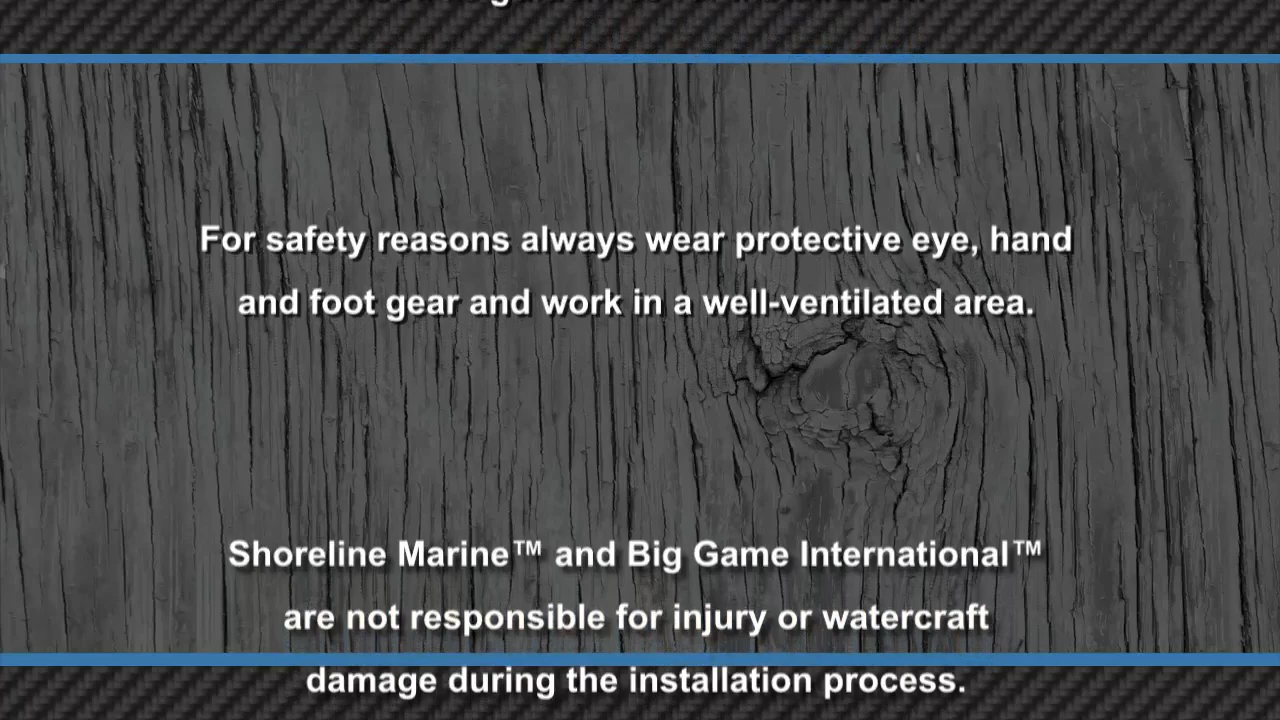 For safety reasons always wear protective eye, hand
and foot gear and work in a well-ventilated area.
Shoreline Marine™ and Big Game International™
are not responsible for injury or watercraft
damage during the installation process.